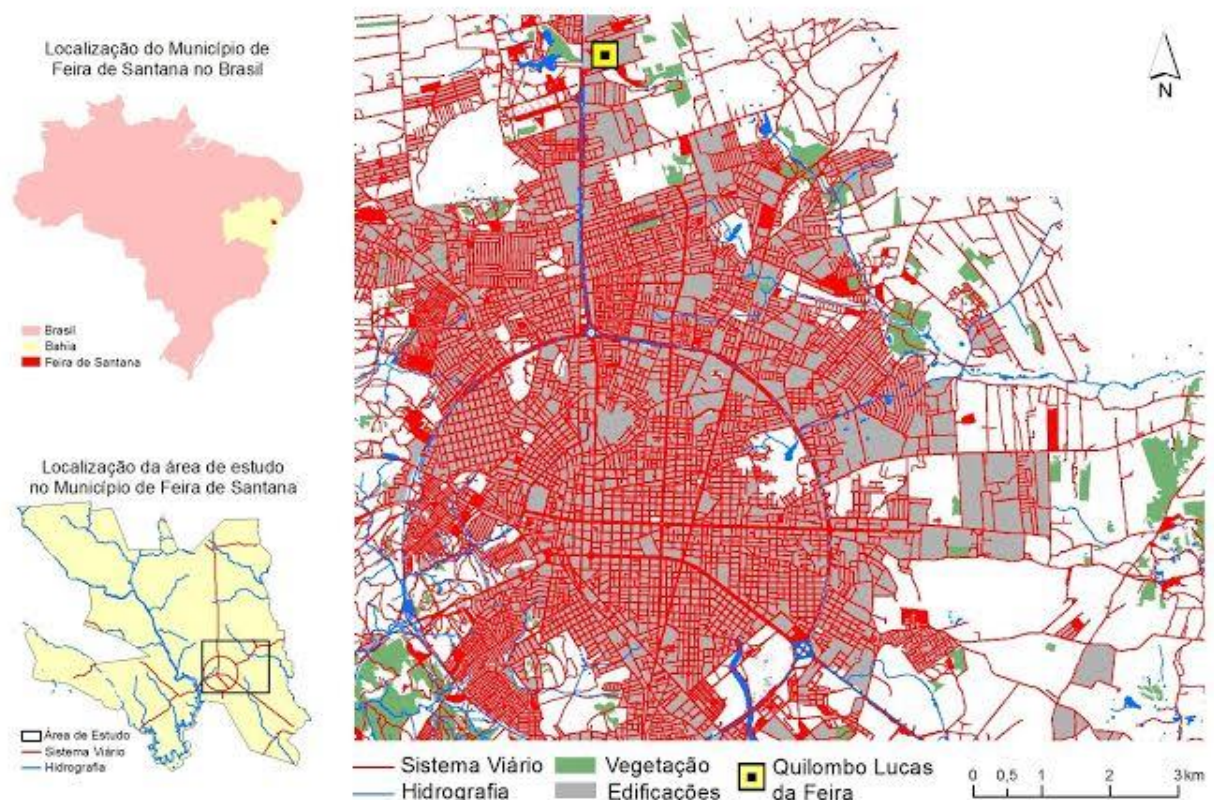 Localização do Município de
Feira de Santana no Brasil
Brasil
Bahia
Feira de Santana
Localização da área de estudo
no Município de Feira de Santana
Área de Estudo
Sistema Viário
Hidrografia
N
Sistema Viário
Hidrografia
Vegetação
Edificações
Quilombo Lucas
da Feira
0 0,5 1 2 3 km